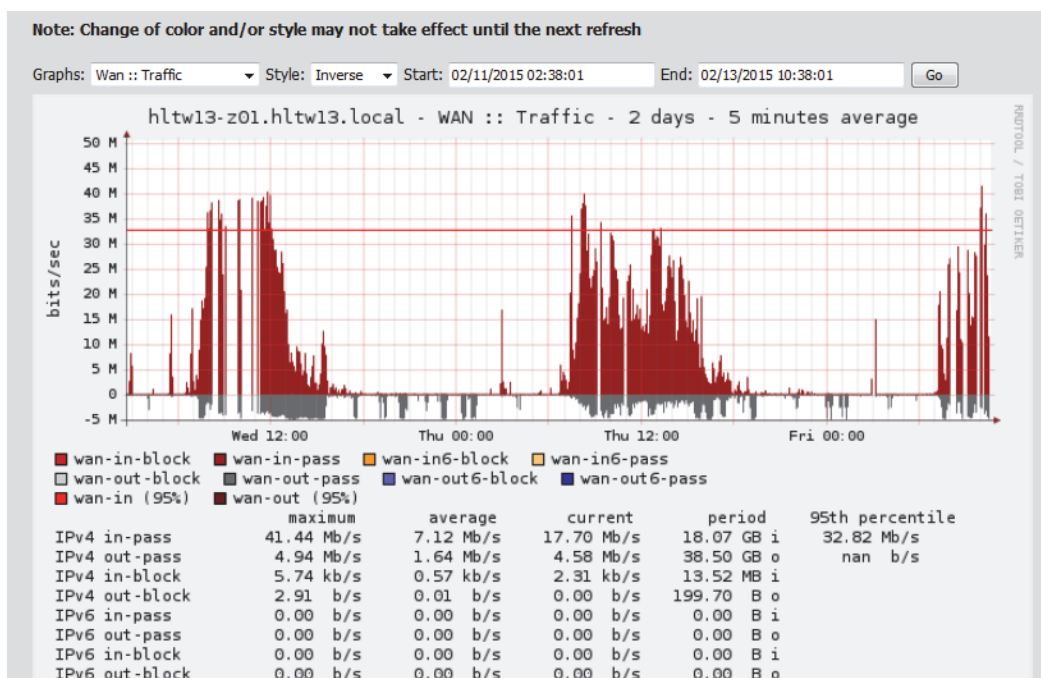 Note: Change of color and/or style may not take effect until the next refresh
Graphs: Wan :: Traffic Style: Inverse Start: 02/11/2015 02:38:01 End: 02/13/2015 10:38:01 Go
hltw13-z01.hltw13.local - WAN :: Traffic - 2 days - 5 minutes average
RRDTOOL / TOBI OETIKER
bits/sec
50 M
45 M
40 M
35 M
30 M
25 M
20 M
15 M
10 M
5 M
0
-5 M
Wed 12:00 Thu 00:00 Thu 12:00 Fri 00:00
wan-in-block wan-in-pass wan-in6-block wan-in6-pass
wan-out-block wan-out-pass wan-out6-block wan-out6-pass
wan-in (95%) wan-out (95%)
maximum average current period 95th percentile
IPv4 in-pass 41.44 Mb/s 7.12 Mb/s 17.70 Mb/s 18.07 GB i 32.82 Mb/s
IPv4 out-pass 4.94 Mb/s 1.64 Mb/s 4.58 Mb/s 38.50 GB o nan b/s
IPv4 in-block 5.74 kb/s 0.57 kb/s 2.31 kb/s 13.52 MB i
IPv4 out-block 2.91 b/s 0.01 b/s 0.00 b/s 199.70 B o
IPv6 in-pass 0.00 b/s 0.00 b/s 0.00 b/s 0.00 B i
IPv6 out-pass 0.00 b/s 0.00 b/s 0.00 b/s 0.00 B o
IPv6 in-block 0.00 b/s 0.00 b/s 0.00 b/s 0.00 B i
IPv6 out-block 0.00 b/s 0.00 b/s 0.00 b/s 0.00 B o